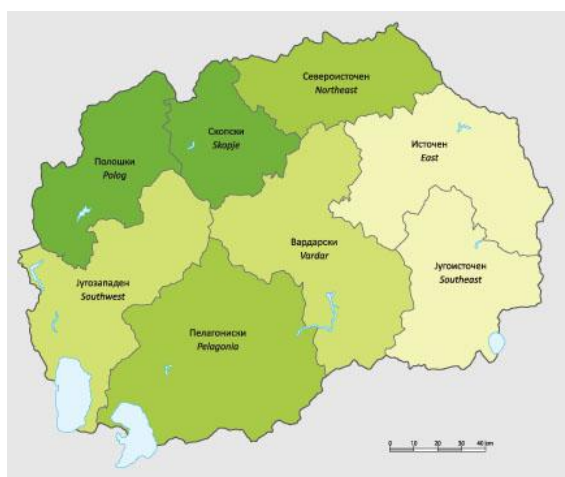 Североисточен
Northeast
Скопски
Skopje
Источен
East
Полошки
Polog
Вардарски
Vardar
Југоисточен
Southeast
Југозападен
Southwest
Пелагониски
Pelagonia
0 10 20 30 40 km